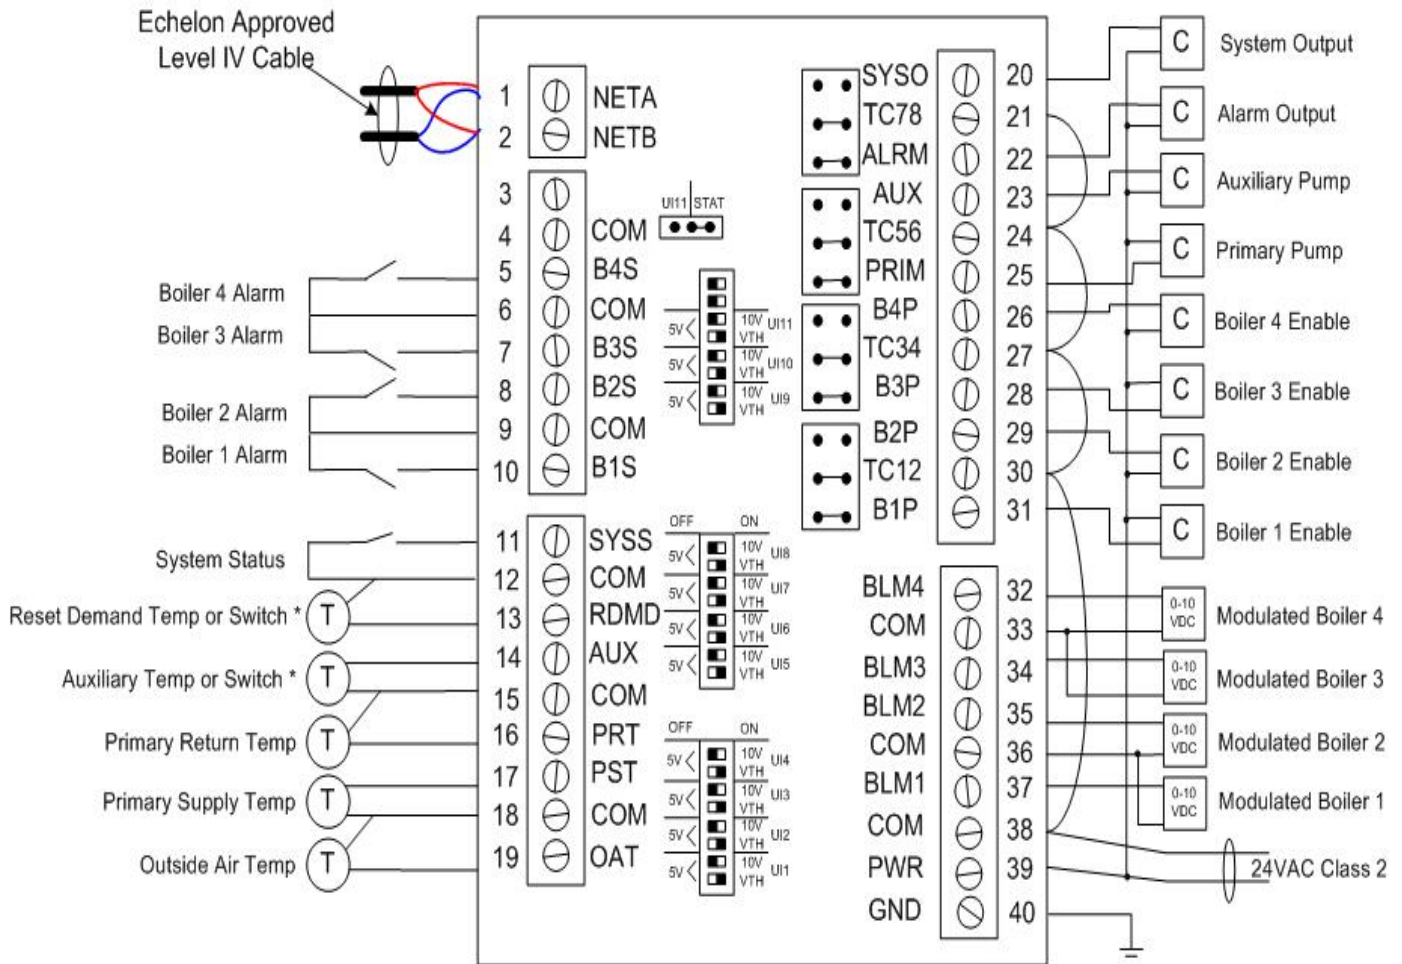 Echelon Approved
Level IV Cable
Boiler 4 Alarm
Boiler 3 Alarm
Boiler 2 Alarm
Boiler 1 Alarm
System Status
Reset Demand Temp or Switch *
Auxiliary Temp or Switch *
Primary Return Temp
Primary Supply Temp
Outside Air Temp
T
T
T
T
T
1 NETA
2 NETB
3
4 COM
5 B4S
6 COM
7 B3S
8 B2S
9 COM
10 B1S
11 SYSS
12 COM
13 RDMD
14 AUX
15 COM
16 PRT
17 PST
18 COM
19 OAT
UI11 STAT
5V< 10V UI11
VTH
5V< 10V UI10
VTH
5V< 10V UI9
VTH
OFF ON
5V< 10V UI8
VTH
5V< 10V UI7
VTH
5V< 10V UI6
VTH
5V< 10V UI5
VTH
OFF ON
5V< 10V UI4
VTH
5V< 10V UI3
VTH
5V< 10V UI2
VTH
5V< 10V UI1
VTH
SYSO 20
TC78 21
ALRM 22
AUX 23
TC56 24
PRIM 25
B4P 26
TC34 27
B3P 28
B2P 29
TC12 30
B1P 31
BLM4 32
COM 33
BLM3 34
BLM2 35
COM 36
BLM1 37
COM 38
PWR 39
GND 40
C System Output
C Alarm Output
C Auxiliary Pump
C Primary Pump
C Boiler 4 Enable
C Boiler 3 Enable
C Boiler 2 Enable
C Boiler 1 Enable
0-10
VDC
Modulated Boiler 4
0-10
VDC
Modulated Boiler 3
0-10
VDC
Modulated Boiler 2
0-10
VDC
Modulated Boiler 1
24VAC Class 2